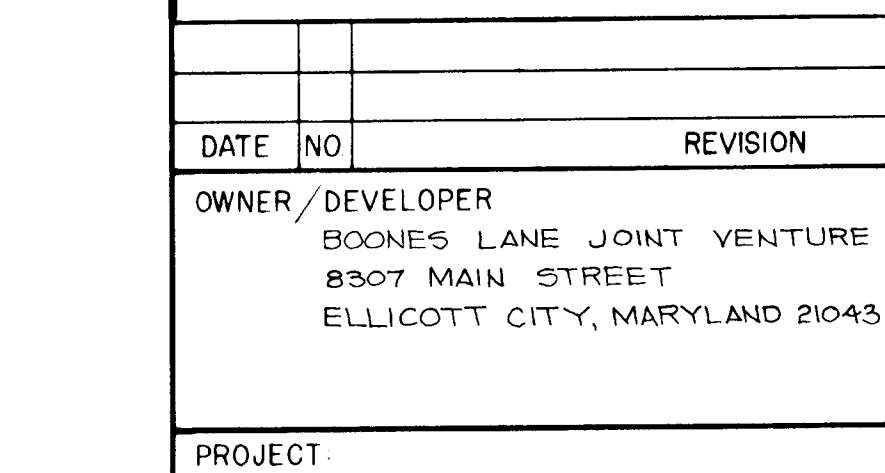 DATE NO. REVISION
OWNER/DEVELOPER
BOONES LANE JOINT VENTURE
8307 MAIN STREET
ELLICOTT CITY, MARYLAND 21043
PROJECT: